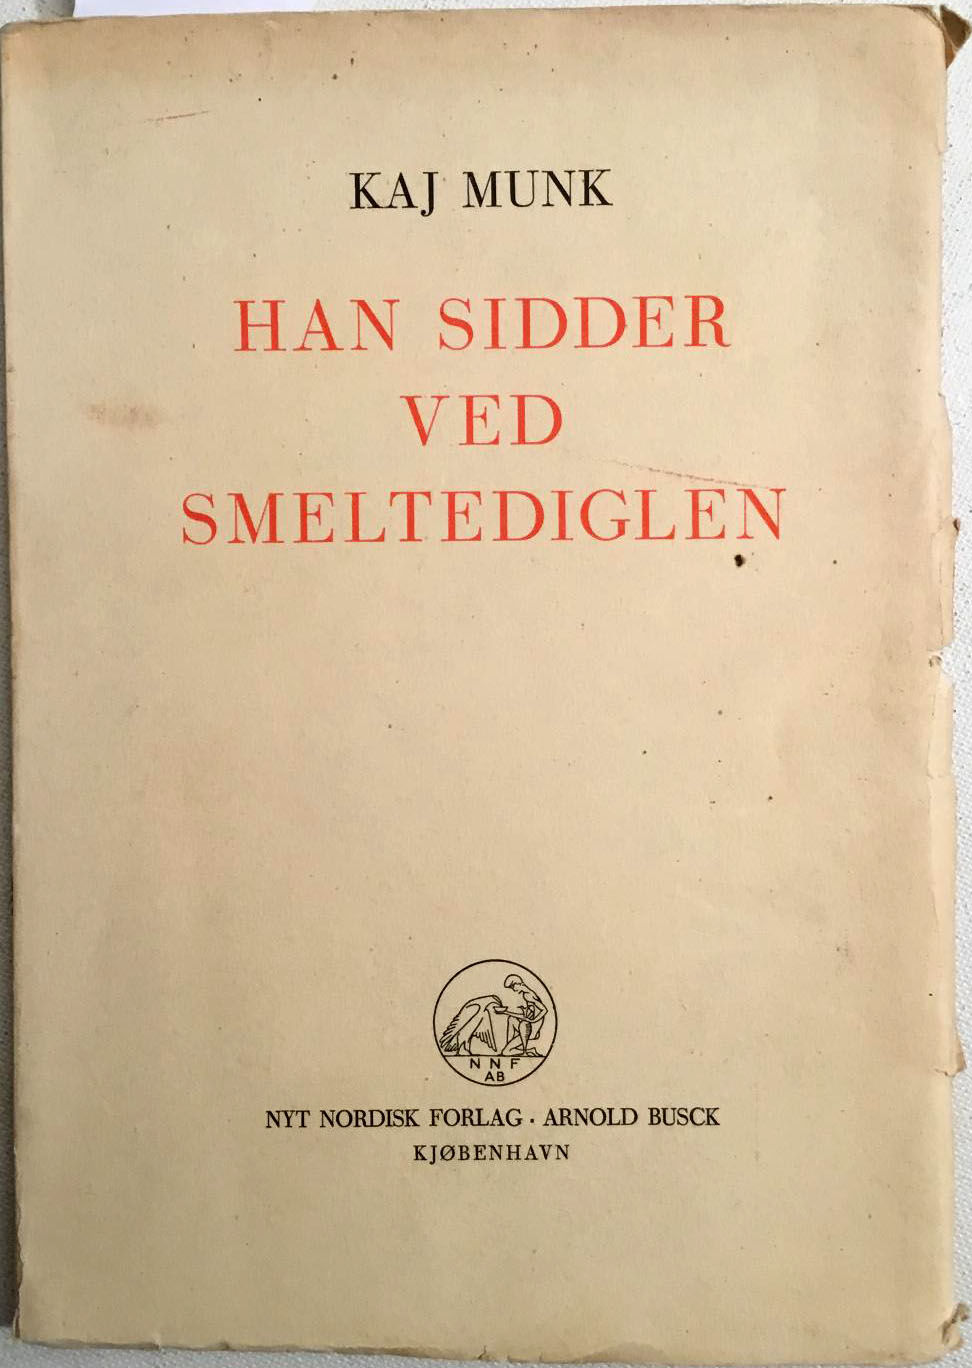 KAJ MUNK
HAN SIDDER
VED
SMELTEDIGLEN
N N F
AB
NYT NORDISK FORLAG · ARNOLD BUSCK
KJØBENHAVN